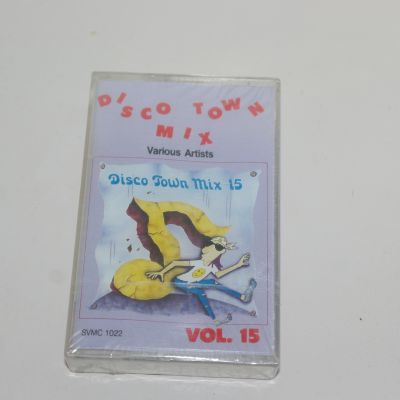 DISCO TOWN
MIX
Various Artists
Disco Town Mix 15
SVMC 1022
VOL. 15